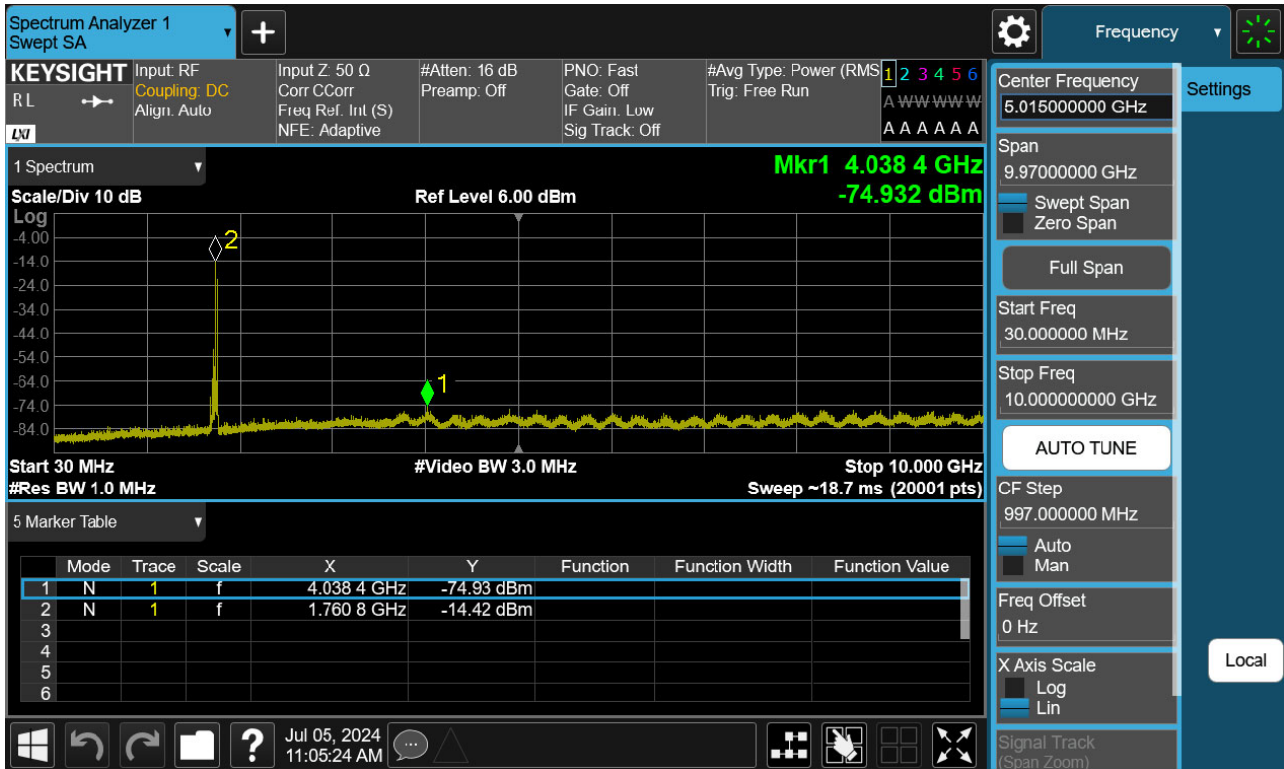 Spectrum Analyzer 1
Swept SA
+
Frequency
KEYSIGHT
R L
LXI
Input: RF
Coupling: DC
Align: Auto
Input Z: 50 Ω
Corr CCorr
Freq Ref: Int (S)
NFE: Adaptive
#Atten: 16 dB
Preamp: Off
PNO: Fast
Gate: Off
IF Gain: Low
Sig Track: Off
#Avg Type: Power (RMS
Trig: Free Run
1 2 3 4 5 6
A W W W W W
A A A A A A
1 Spectrum
Mkr1 4.038 4 GHz
Scale/Div 10 dB
Ref Level 6.00 dBm
-74.932 dBm
Log
-4.00
-14.0
-24.0
-34.0
-44.0
-54.0
-64.0
-74.0
-84.0
2
1
Start 30 MHz
#Video BW 3.0 MHz
Stop 10.000 GHz
#Res BW 1.0 MHz
Sweep ~18.7 ms (20001 pts)
5 Marker Table
Mode Trace Scale X Y Function Function Width Function Value
1 N 1 f 4.038 4 GHz -74.93 dBm
2 N 1 f 1.760 8 GHz -14.42 dBm
3
4
5
6
?
Jul 05, 2024
11:05:24 AM
Center Frequency
5.015000000 GHz
Span
9.97000000 GHz
Swept Span
Zero Span
Full Span
Start Freq
30.000000 MHz
Stop Freq
10.000000000 GHz
AUTO TUNE
CF Step
997.000000 MHz
Auto
Man
Freq Offset
0 Hz
X Axis Scale
Log
Lin
Signal Track
(Span Zoom)
Settings
Local